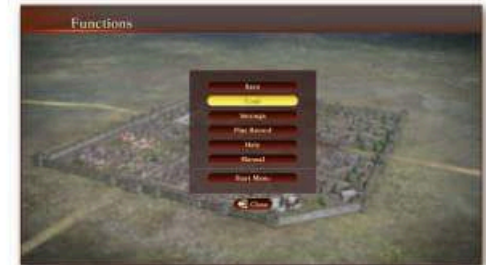 Functions
Save
Load
Message
Play Record
Help
Manual
Start Menu
Close